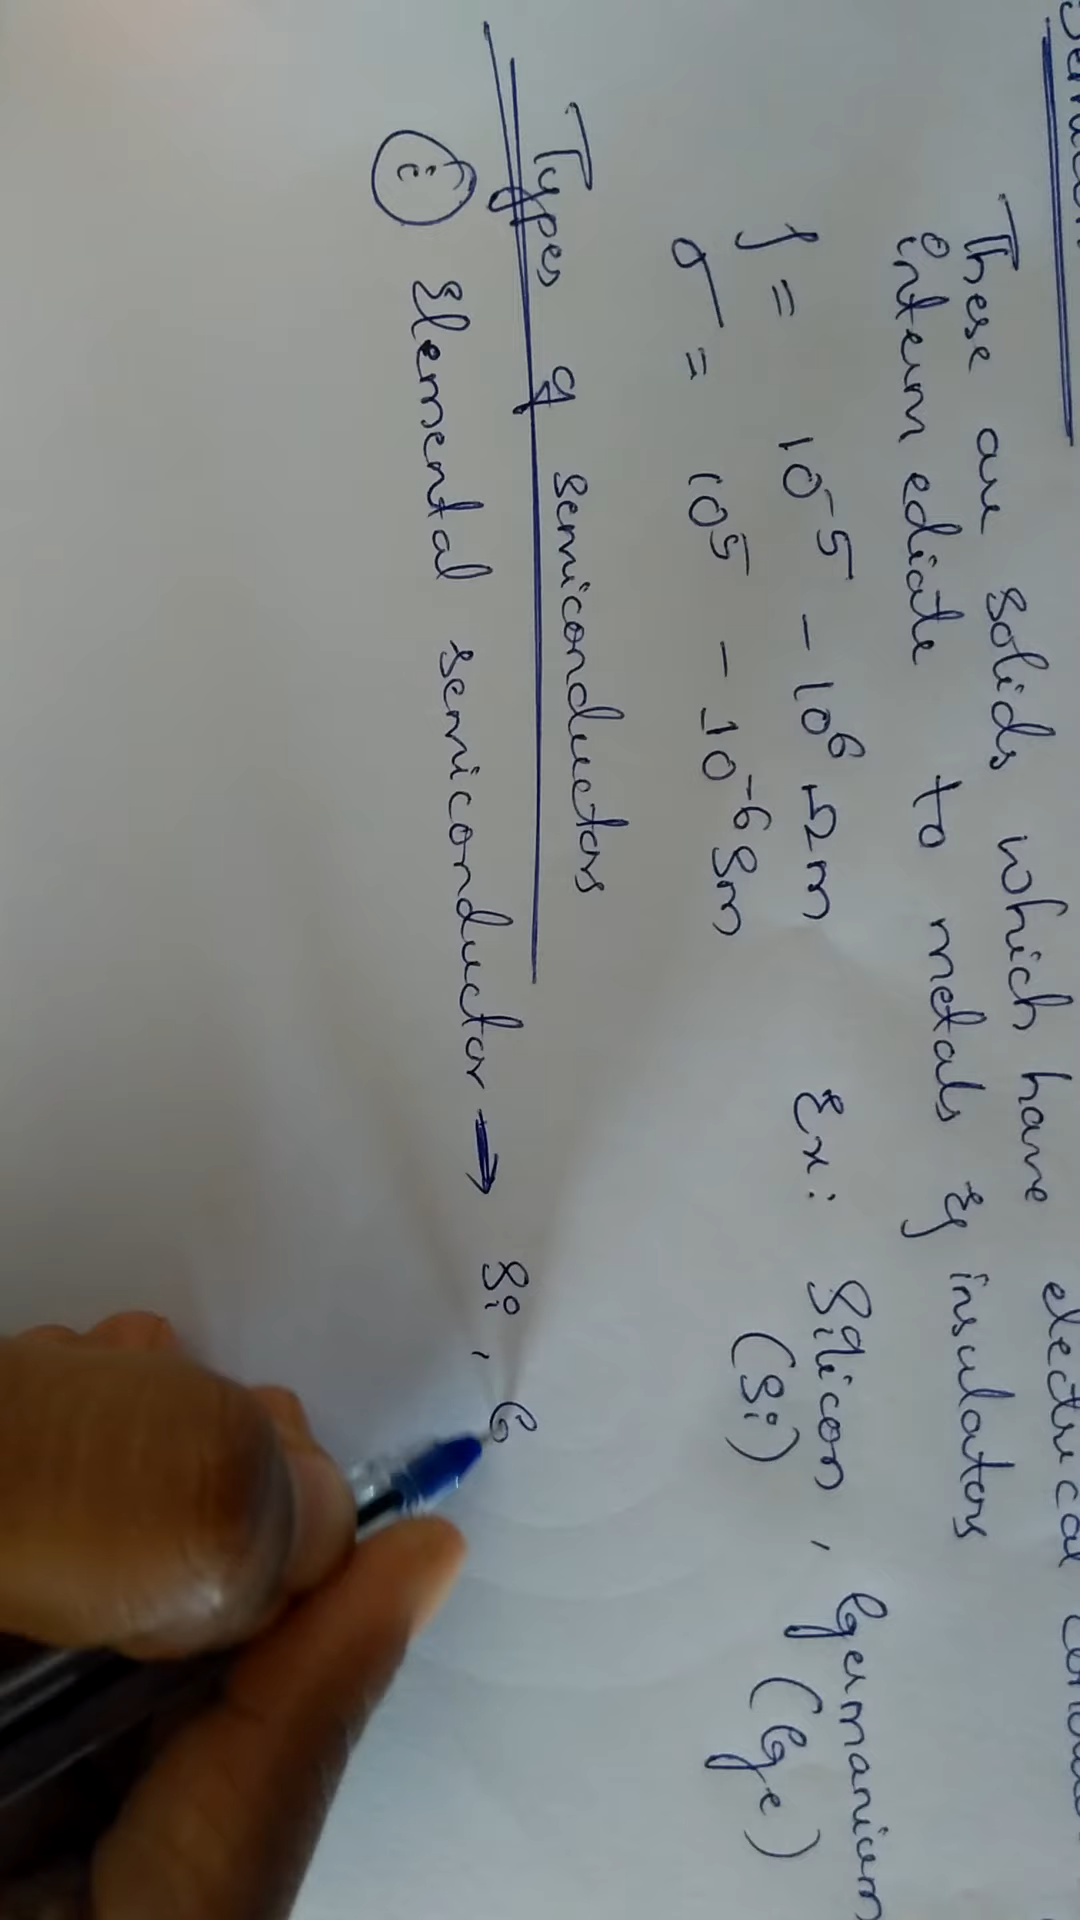 These are solids which have electrical
intermediate to metals & insulators
ρ = 10⁻⁵ – 10⁶ Ωm Ex: Silicon, Germanium
σ = 10⁵ – 10⁻⁶ Sm (Si) (Ge)
Types of semiconductors
(i) Elemental semiconductor → Si, G